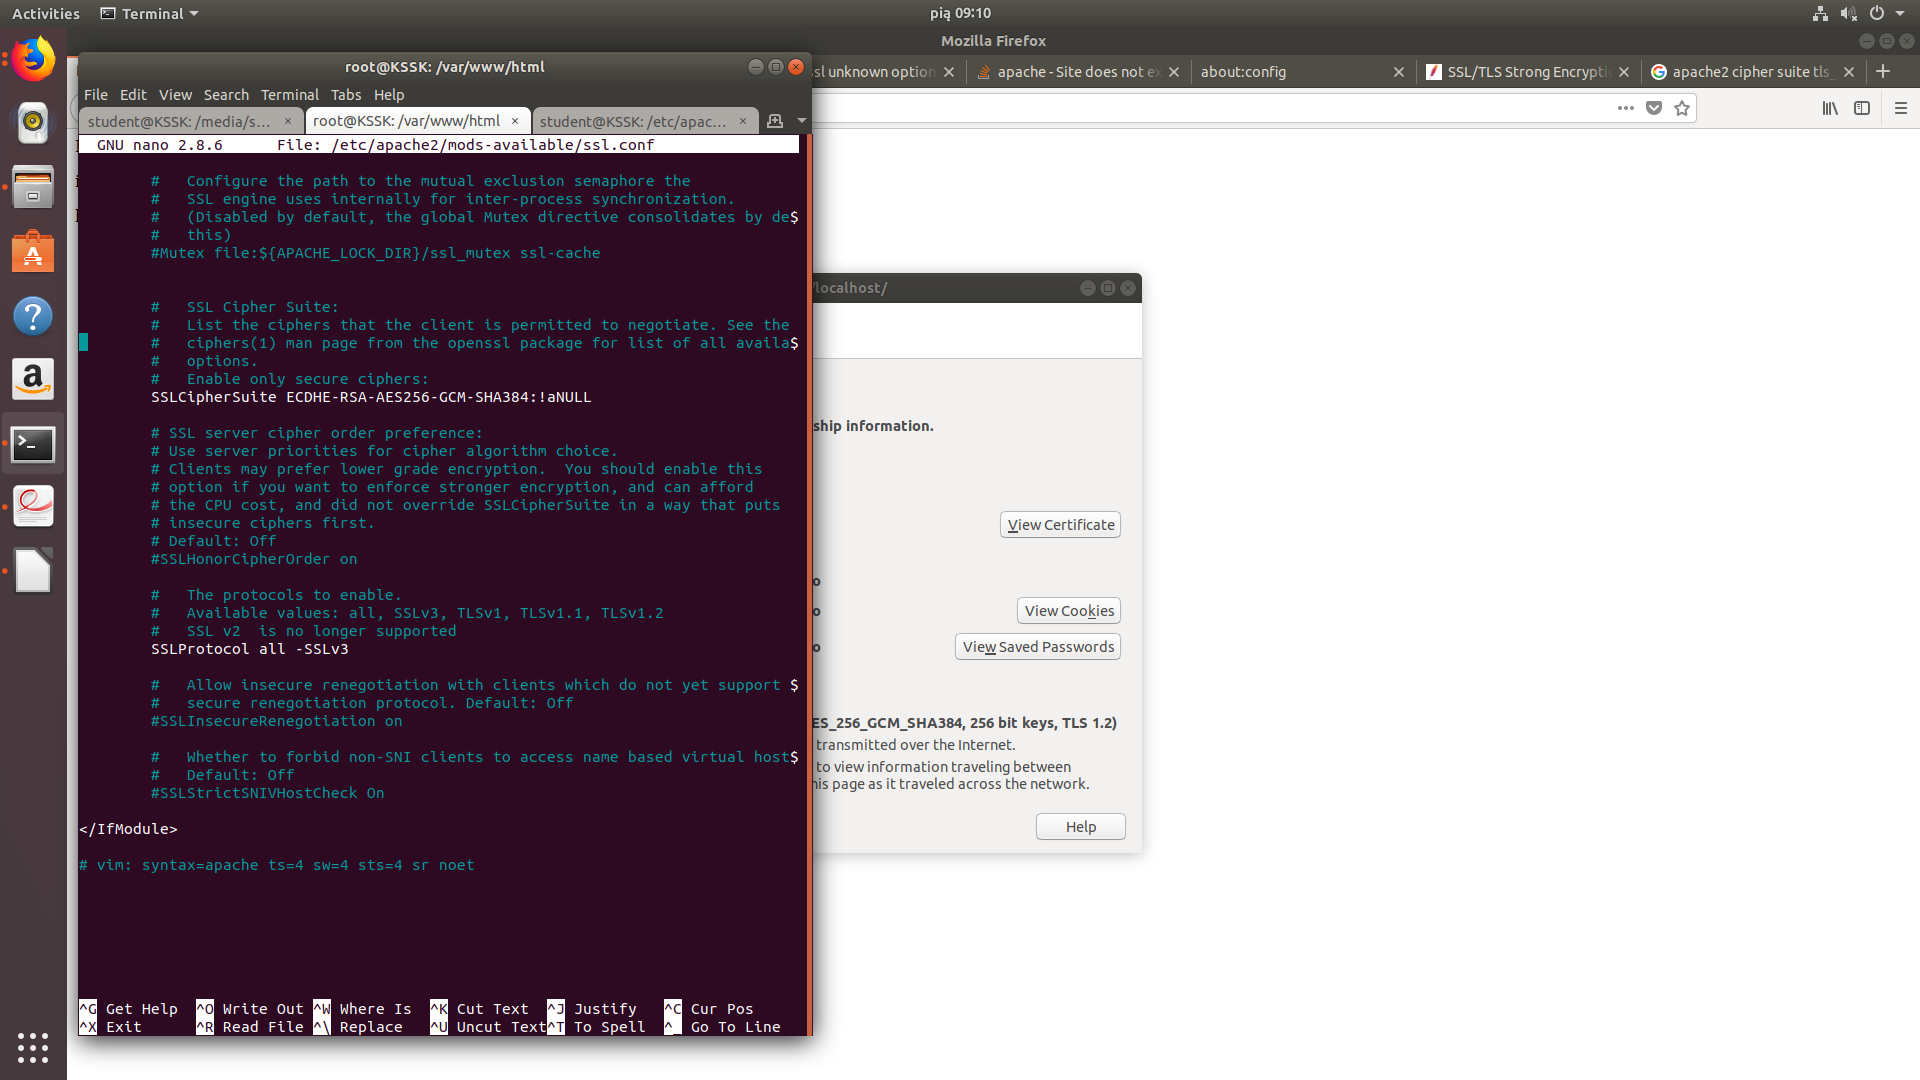 Activities Terminal pią 09:10
Mozilla Firefox
root@KSSK: /var/www/html
ssl unknown option apache - Site does not ex about:config SSL/TLS Strong Encrypti apache2 cipher suite tls_
File Edit View Search Terminal Tabs Help
student@KSSK: /media/s... root@KSSK: /var/www/html student@KSSK: /etc/apac...
GNU nano 2.8.6 File: /etc/apache2/mods-available/ssl.conf
# Configure the path to the mutual exclusion semaphore the
# SSL engine uses internally for inter-process synchronization.
# (Disabled by default, the global Mutex directive consolidates by de$
# this)
#Mutex file:${APACHE_LOCK_DIR}/ssl_mutex ssl-cache
# SSL Cipher Suite:
# List the ciphers that the client is permitted to negotiate. See the
# ciphers(1) man page from the openssl package for list of all availa$
# options.
# Enable only secure ciphers:
SSLCipherSuite ECDHE-RSA-AES256-GCM-SHA384:!aNULL
# SSL server cipher order preference:
# Use server priorities for cipher algorithm choice.
# Clients may prefer lower grade encryption. You should enable this
# option if you want to enforce stronger encryption, and can afford
# the CPU cost, and did not override SSLCipherSuite in a way that puts
# insecure ciphers first.
# Default: Off
#SSLHonorCipherOrder on
# The protocols to enable.
# Available values: all, SSLv3, TLSv1, TLSv1.1, TLSv1.2
# SSL v2 is no longer supported
SSLProtocol all -SSLv3
# Allow insecure renegotiation with clients which do not yet support $
# secure renegotiation protocol. Default: Off
#SSLInsecureRenegotiation on
# Whether to forbid non-SNI clients to access name based virtual host$
# Default: Off
#SSLStrictSNIVHostCheck On
</IfModule>
# vim: syntax=apache ts=4 sw=4 sts=4 sr noet
^G Get Help ^O Write Out ^W Where Is ^K Cut Text ^J Justify ^C Cur Pos
^X Exit ^R Read File ^\ Replace ^U Uncut Text ^T To Spell ^_ Go To Line
/localhost/
ship information.
View Certificate
o
o View Cookies
o View Saved Passwords
ES_256_GCM_SHA384, 256 bit keys, TLS 1.2)
transmitted over the Internet.
to view information traveling between
his page as it traveled across the network.
Help